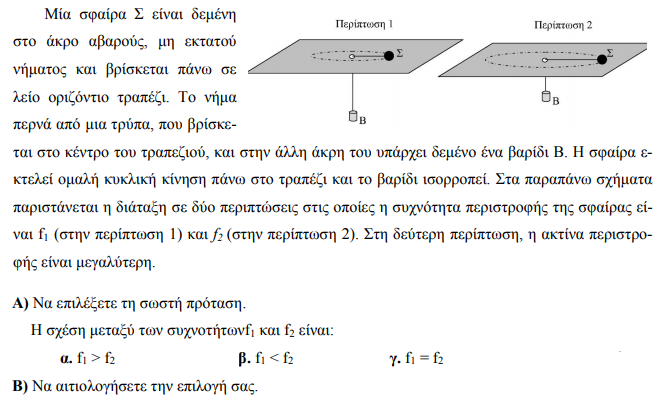 Μία σφαίρα Σ είναι δεμένη
στο άκρο αβαρούς, μη εκτατού
νήματος και βρίσκεται πάνω σε
λείο οριζόντιο τραπέζι. Το νήμα
περνά από μια τρύπα, που βρίσκε-
Περίπτωση 1
Σ
B
Περίπτωση 2
Σ
B
ται στο κέντρο του τραπεζιού, και στην άλλη άκρη του υπάρχει δεμένο ένα βαρίδι Β. Η σφαίρα ε-
κτελεί ομαλή κυκλική κίνηση πάνω στο τραπέζι και το βαρίδι ισορροπεί. Στα παραπάνω σχήματα
παριστάνεται η διάταξη σε δύο περιπτώσεις στις οποίες η συχνότητα περιστροφής της σφαίρας εί-
ναι f₁ (στην περίπτωση 1) και f₂ (στην περίπτωση 2). Στη δεύτερη περίπτωση, η ακτίνα περιστρο-
φής είναι μεγαλύτερη.
Α) Να επιλέξετε τη σωστή πρόταση.
Η σχέση μεταξύ των συχνοτήτωνf₁ και f₂ είναι:
α. f₁ > f₂ β. f₁ < f₂ γ. f₁ = f₂
Β) Να αιτιολογήσετε την επιλογή σας.